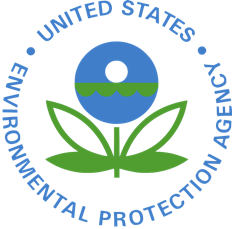 UNITED STATES
ENVIRONMENTAL PROTECTION AGENCY